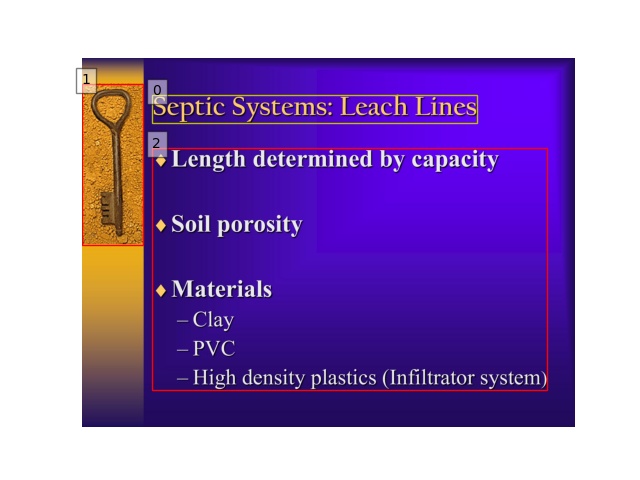 Septic Systems: Leach Lines
♦ Length determined by capacity
♦ Soil porosity
♦ Materials
– Clay
– PVC
– High density plastics (Infiltrator system)
1
0
2